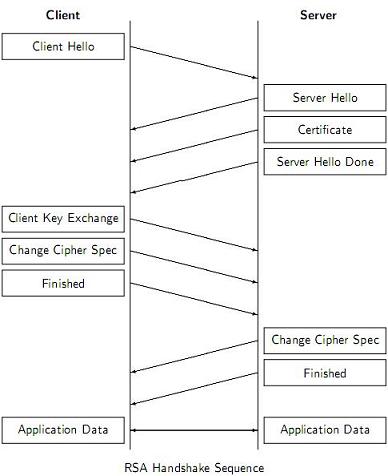 Client Server
Client Hello
Server Hello
Certificate
Server Hello Done
Client Key Exchange
Change Cipher Spec
Finished
Change Cipher Spec
Finished
Application Data Application Data
RSA Handshake Sequence